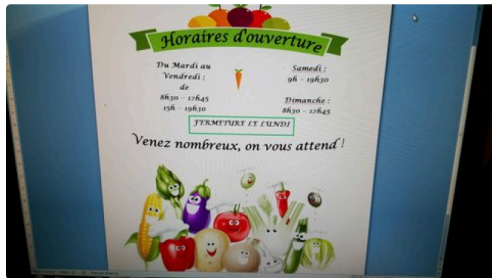 Horaires d'ouverture
Du Mardi au
Vendredi :
de
8h30 - 12h45
15h - 19h30
Samedi :
9h - 19h30
Dimanche :
8h30 - 12h45
FERMETURE LE LUNDI
Venez nombreux, on vous attend !